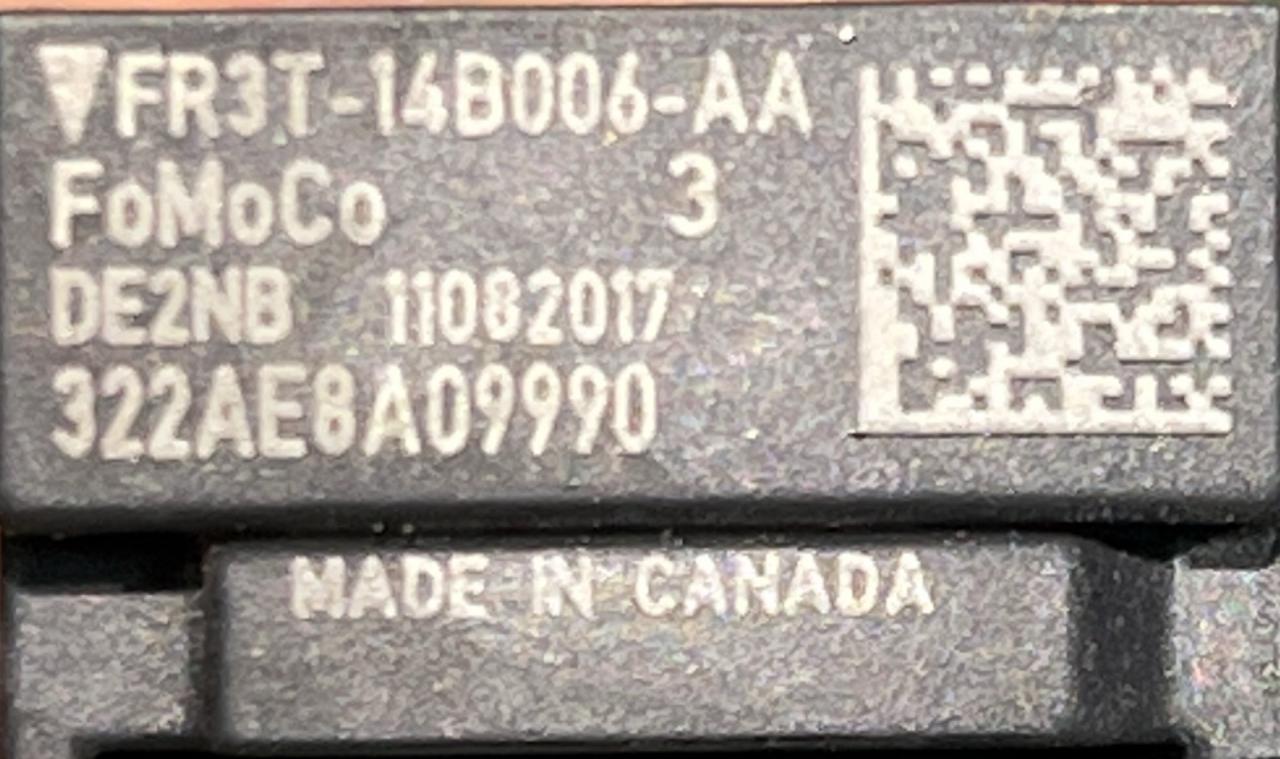 ▼FR3T-14B006-AA
FoMoCo 3
DE2NB 11082017
322AE8A09990
MADE IN CANADA